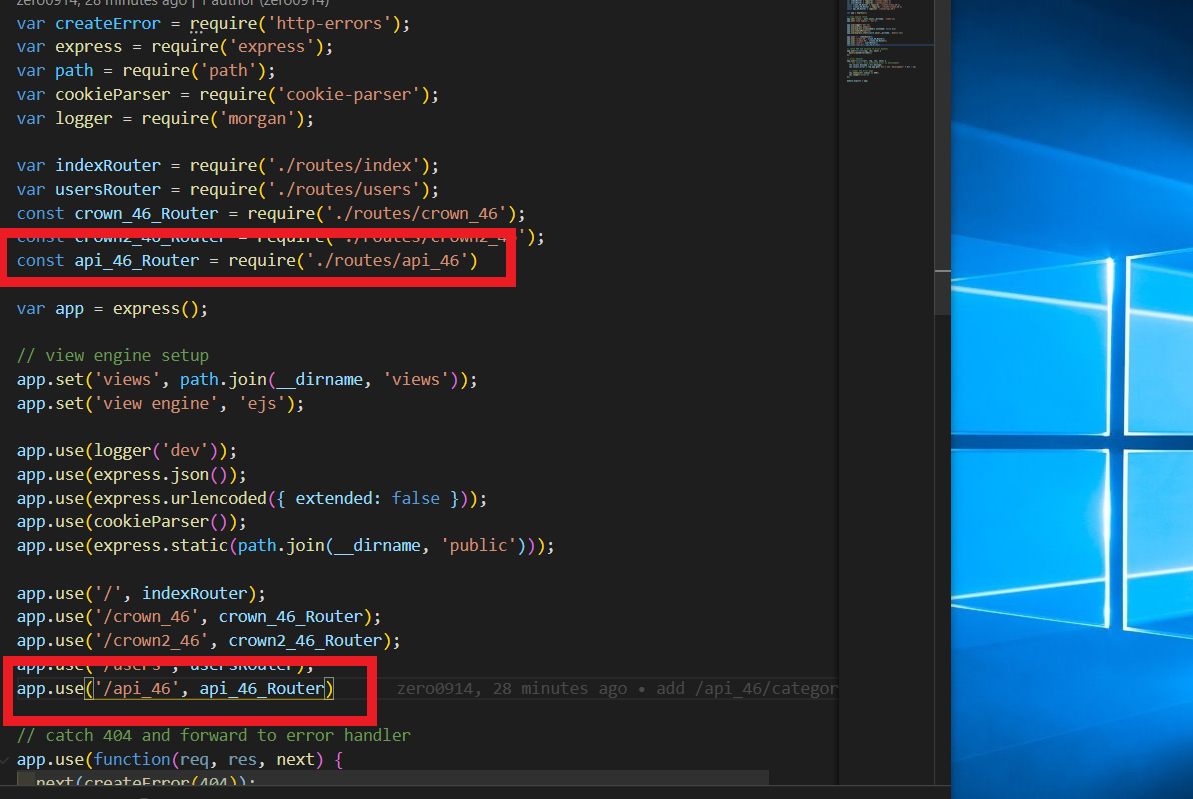 zero0914, 28 minutes ago | 1 author (zero0914)
var createError = require('http-errors');
var express = require('express');
var path = require('path');
var cookieParser = require('cookie-parser');
var logger = require('morgan');
var indexRouter = require('./routes/index');
var usersRouter = require('./routes/users');
const crown_46_Router = require('./routes/crown_46');
const crown2_46_Router = require('./routes/crown2_46');
const api_46_Router = require('./routes/api_46')
var app = express();
// view engine setup
app.set('views', path.join(__dirname, 'views'));
app.set('view engine', 'ejs');
app.use(logger('dev'));
app.use(express.json());
app.use(express.urlencoded({ extended: false }));
app.use(cookieParser());
app.use(express.static(path.join(__dirname, 'public')));
app.use('/', indexRouter);
app.use('/crown_46', crown_46_Router);
app.use('/crown2_46', crown2_46_Router);
app.use('/users', usersRouter);
app.use('/api_46', api_46_Router) zero0914, 28 minutes ago • add /api_46/categor
// catch 404 and forward to error handler
app.use(function(req, res, next) {
next(createError(404));